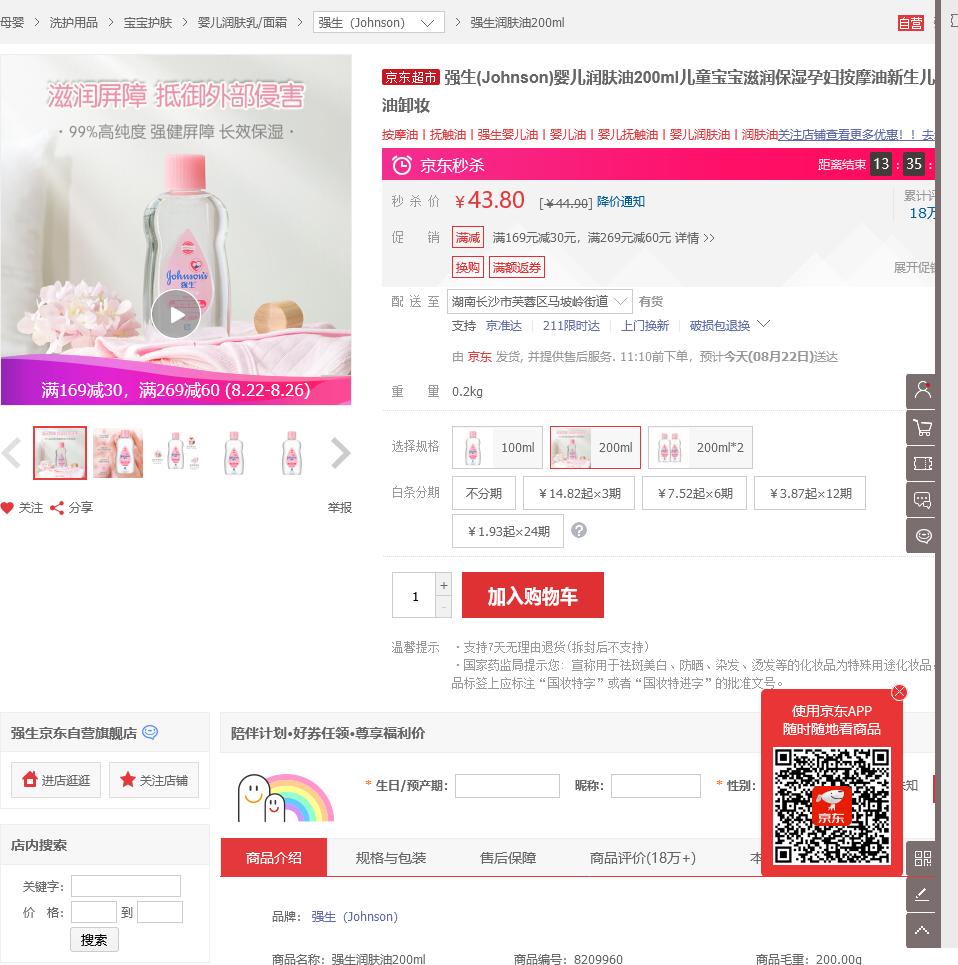 母婴 > 洗护用品 > 宝宝护肤 > 婴儿润肤乳/面霜 > 强生（Johnson） > 强生润肤油200ml
自营
滋润屏障 抵御外部侵害
·99%高纯度 强健屏障 长效保湿·
Johnson's
强生
满169减30，满269减60 (8.22-8.26)
关注 分享 举报
京东超市 强生(Johnson)婴儿润肤油200ml儿童宝宝滋润保湿孕妇按摩油新生儿
油卸妆
按摩油丨抚触油丨强生婴儿油丨婴儿油丨婴儿抚触油丨婴儿润肤油丨润肤油关注店铺查看更多优惠！！去
京东秒杀 距离结束 13 : 35 :
秒杀价 ￥43.80 [￥44.90] 降价通知 累计评
18万
促销 满减 满169元减30元，满269元减60元 详情 >>
换购 满额返券 展开促销
配送至 湖南长沙市芙蓉区马坡岭街道 有货
支持 京准达 211限时达 上门换新 破损包退换
由 京东 发货, 并提供售后服务. 11:10前下单，预计今天(08月22日)送达
重量 0.2kg
选择规格 100ml 200ml 200ml*2
白条分期 不分期 ￥14.82起×3期 ￥7.52起×6期 ￥3.87起×12期
￥1.93起×24期 ?
1 + - 加入购物车
温馨提示 ·支持7天无理由退货(拆封后不支持)
·国家药监局提示您：宣称用于祛斑美白、防晒、染发、烫发等的化妆品为特殊用途化妆品，
品标签上应标注“国妆特字”或者“国妆特进字”的批准文号。
强生京东自营旗舰店
进店逛逛 关注店铺
店内搜索
关键字：
价 格： 到
搜索
陪伴计划•好券任领•尊享福利价
* 生日/预产期： 昵称： * 性别： 未知
使用京东APP
随时随地看商品
京东
商品介绍 规格与包装 售后保障 商品评价(18万+) 本
品牌： 强生（Johnson）
商品名称：强生润肤油200ml 商品编号：8209960 商品毛重：200.00g